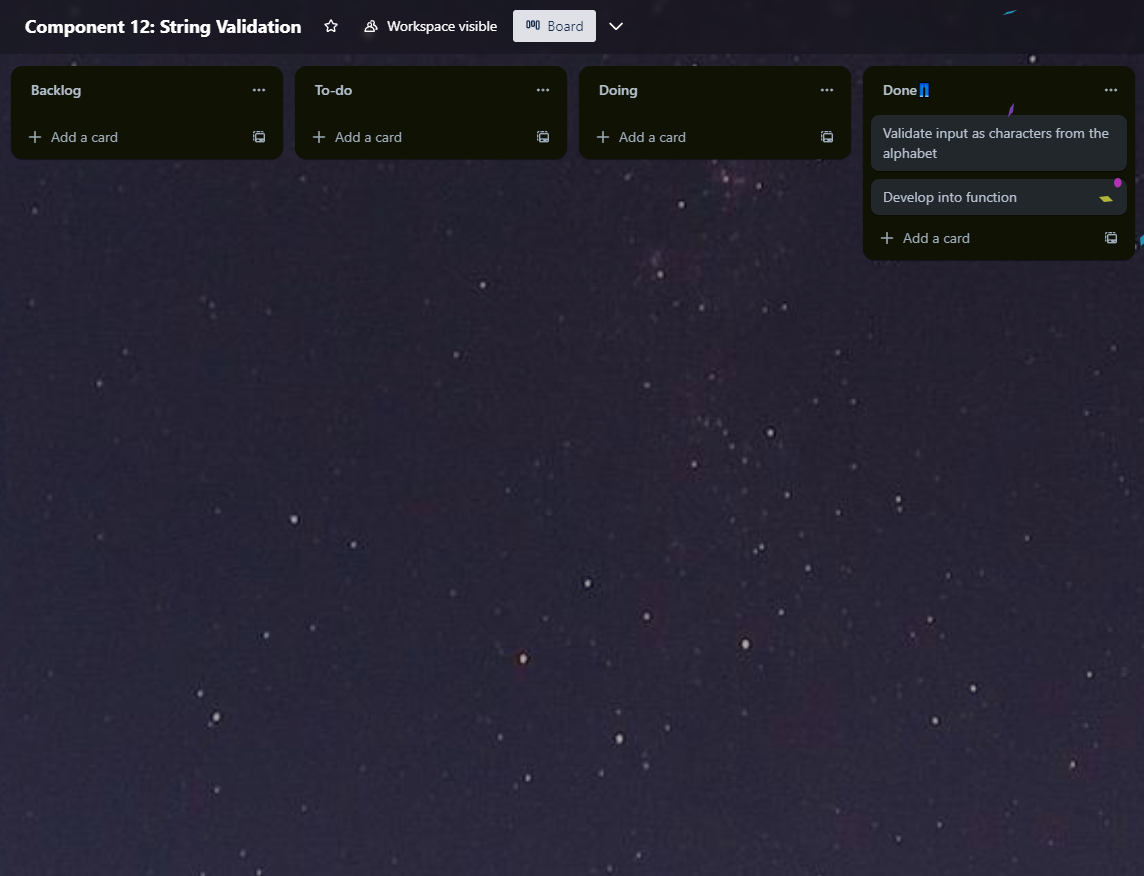 Component 12: String Validation
Workspace visible
Board
Backlog
Add a card
To-do
Add a card
Doing
Add a card
Done👖
Validate input as characters from the
alphabet
Develop into function
Add a card